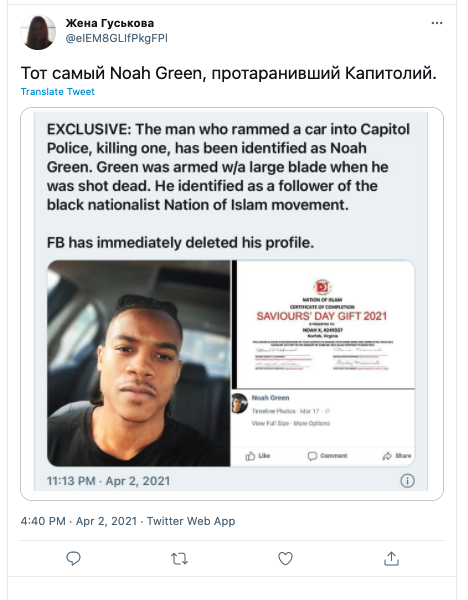 Жена Гуськова
@elEM8GLIfPkgFPl
Тот самый Noah Green, протаранивший Капитолий.
Translate Tweet
EXCLUSIVE: The man who rammed a car into Capitol
Police, killing one, has been identified as Noah
Green. Green was armed w/a large blade when he
was shot dead. He identified as a follower of the
black nationalist Nation of Islam movement.
FB has immediately deleted his profile.
NATION OF ISLAM
CERTIFICATE OF COMPLETION
SAVIOURS' DAY GIFT 2021
IS PRESENTED TO
NOAH X, #245037
Norfolk, Virginia
Noah Green
Timeline Photos · Mar 17 ·
View Full Size · More Options
Like Comment Share
11:13 PM · Apr 2, 2021
4:40 PM · Apr 2, 2021 · Twitter Web App